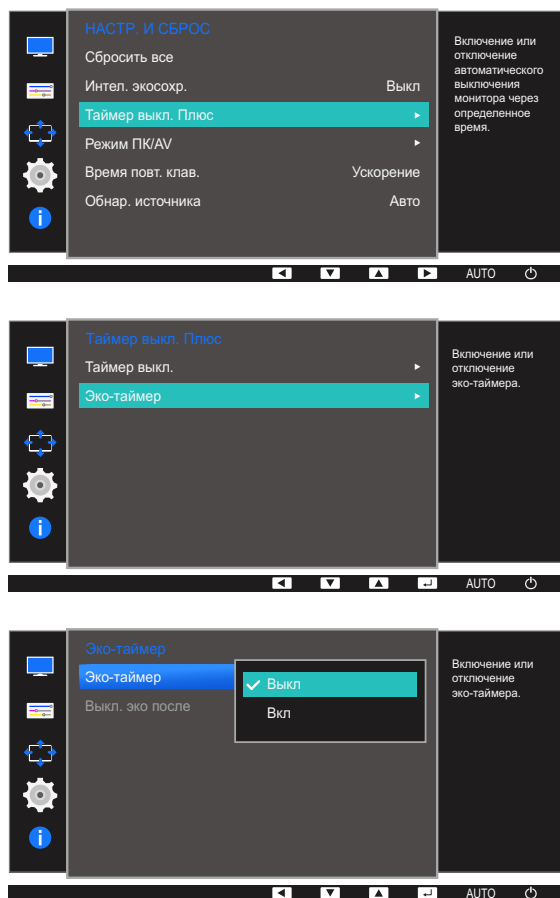 НАСТР. И СБРОС
Сбросить все
Интел. экосохр. Выкл
Таймер выкл. Плюс
Режим ПК/AV
Время повт. клав. Ускорение
Обнар. источника Авто
Включение или
отключение
автоматического
выключения
монитора через
определенное
время.
AUTO
Таймер выкл. Плюс
Таймер выкл.
Эко-таймер
Включение или
отключение
эко-таймера.
AUTO
Эко-таймер
Эко-таймер
Выкл. эко после
Выкл
Вкл
Включение или
отключение
эко-таймера.
AUTO